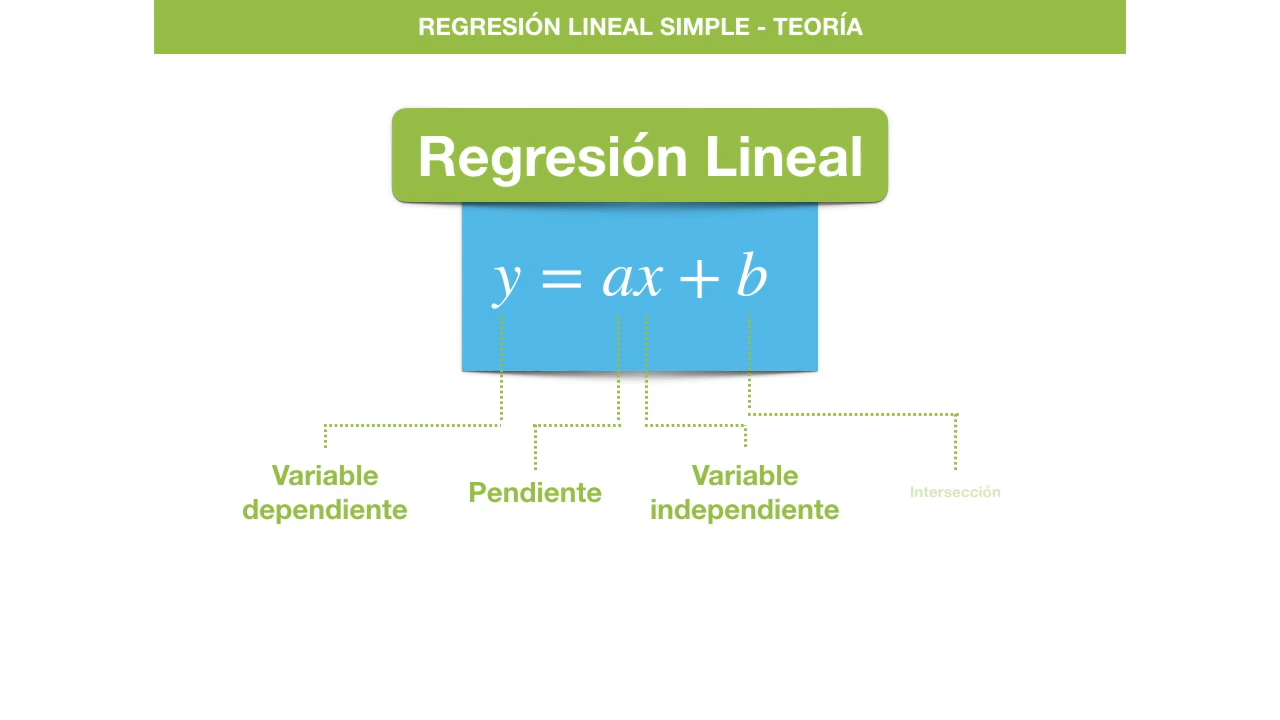 REGRESIÓN LINEAL SIMPLE - TEORÍA
Regresión Lineal
y = ax + b
Variable
dependiente
Pendiente
Variable
independiente
Intersección